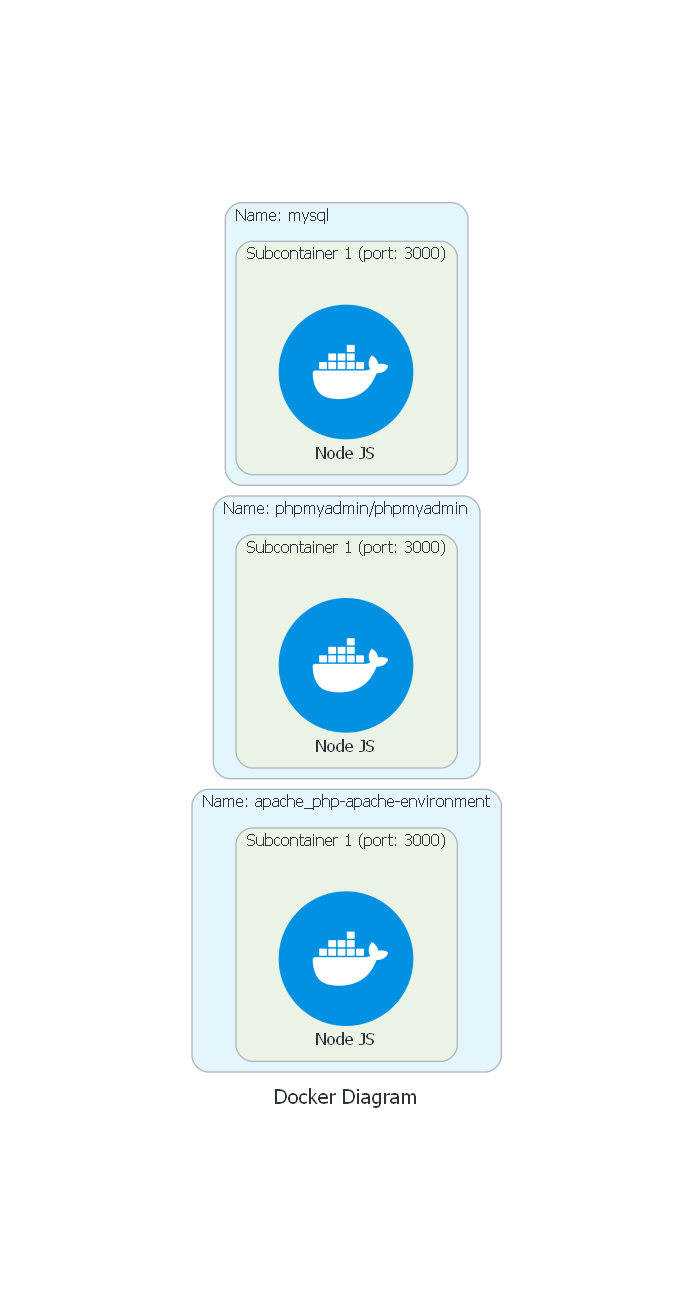 Name: mysql
Subcontainer 1 (port: 3000)
Node JS
Name: phpmyadmin/phpmyadmin
Subcontainer 1 (port: 3000)
Node JS
Name: apache_php-apache-environment
Subcontainer 1 (port: 3000)
Node JS
Docker Diagram